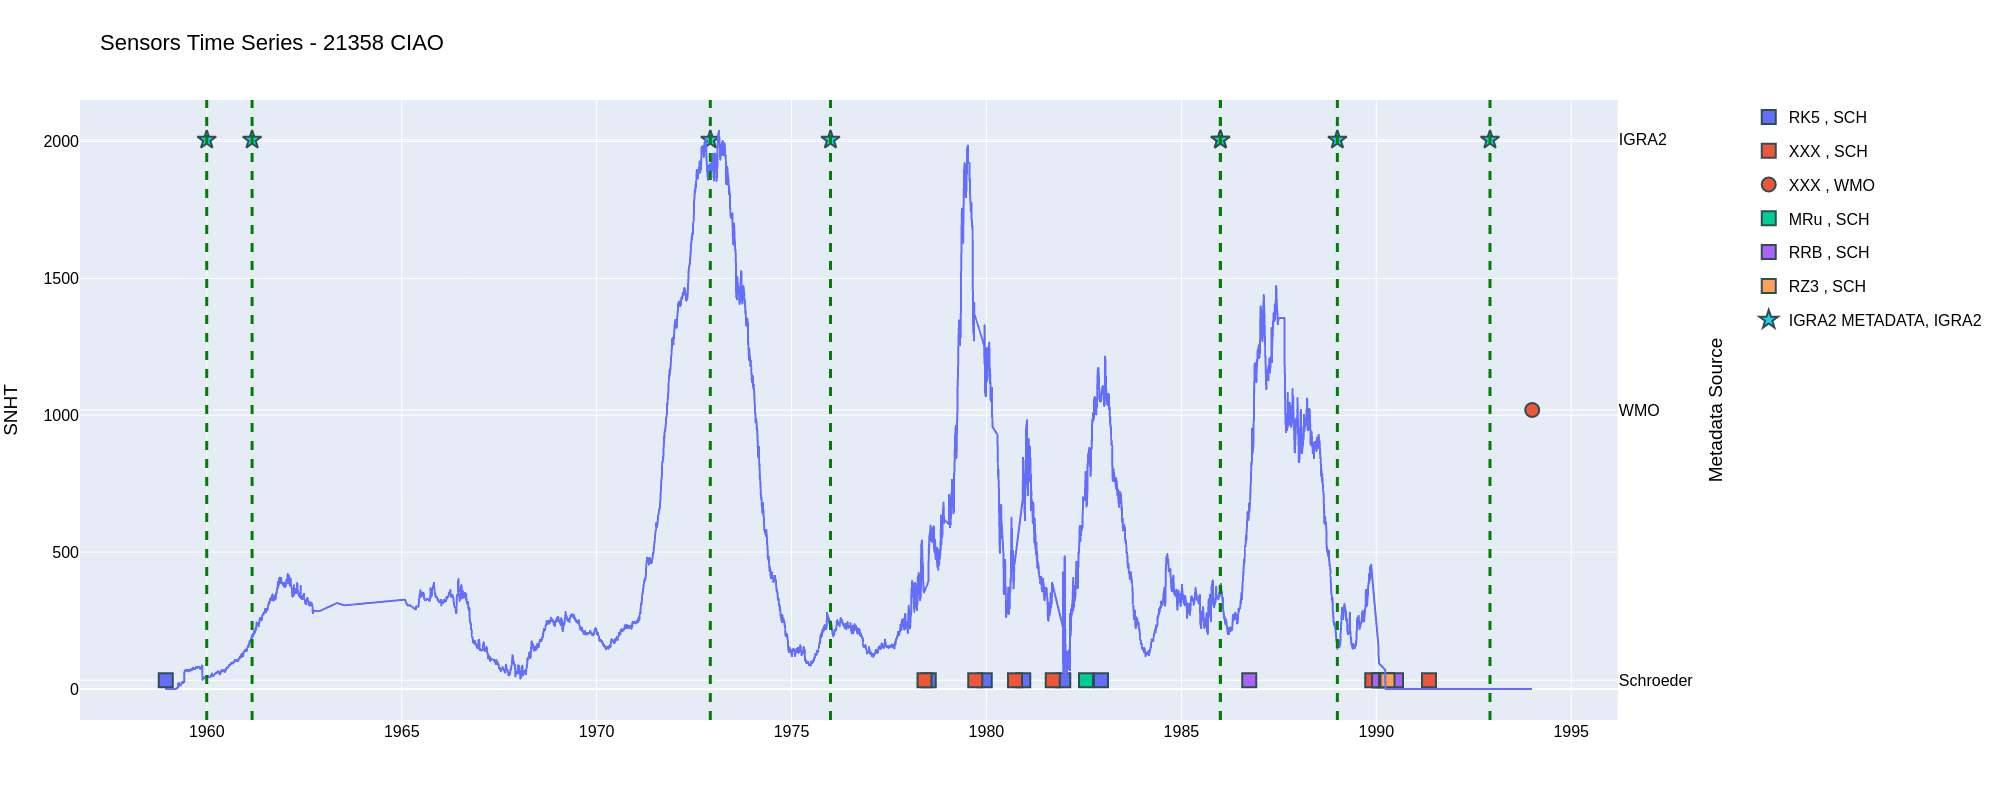 Sensors Time Series - 21358 CIAO
SNHT
2000
1500
1000
500
0
1960
1965
1970
1975
1980
1985
1990
1995
IGRA2
WMO
Schroeder
Metadata Source
RK5 , SCH
XXX , SCH
XXX , WMO
MRu , SCH
RRB , SCH
RZ3 , SCH
IGRA2 METADATA, IGRA2